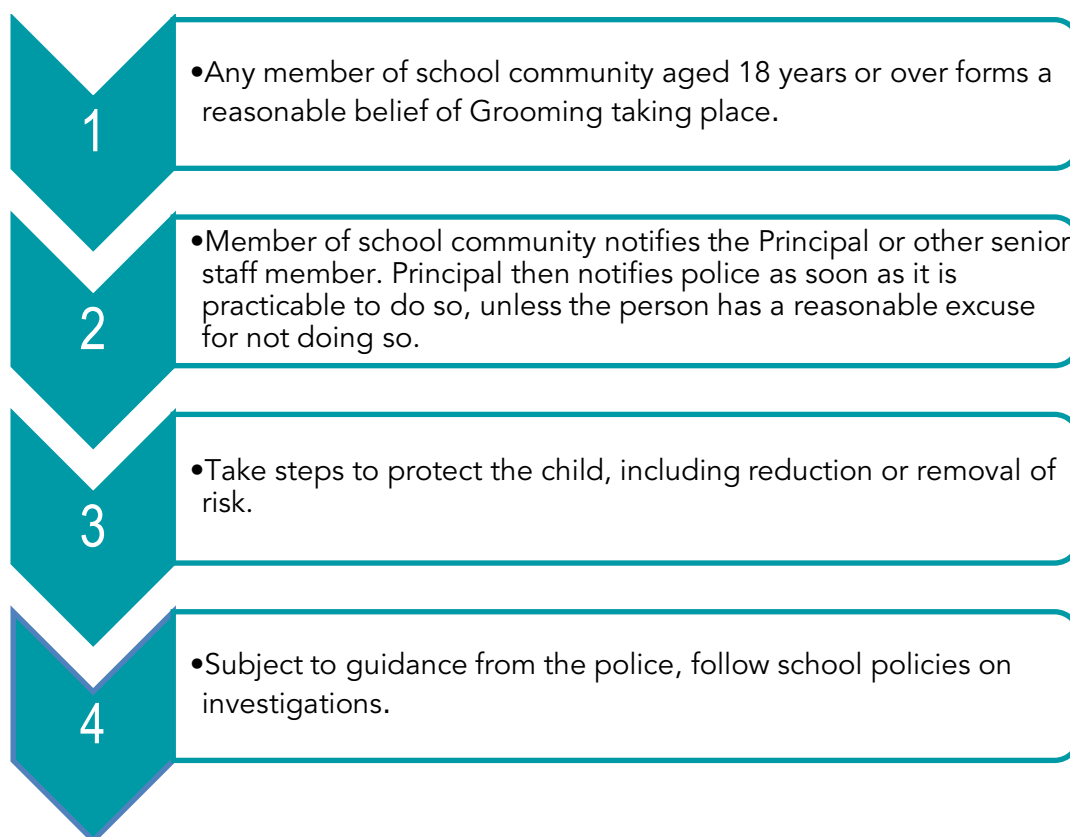 1
•Any member of school community aged 18 years or over forms a
reasonable belief of Grooming taking place.
2
•Member of school community notifies the Principal or other senior
staff member. Principal then notifies police as soon as it is
practicable to do so, unless the person has a reasonable excuse
for not doing so.
3
•Take steps to protect the child, including reduction or removal of
risk.
4
•Subject to guidance from the police, follow school policies on
investigations.